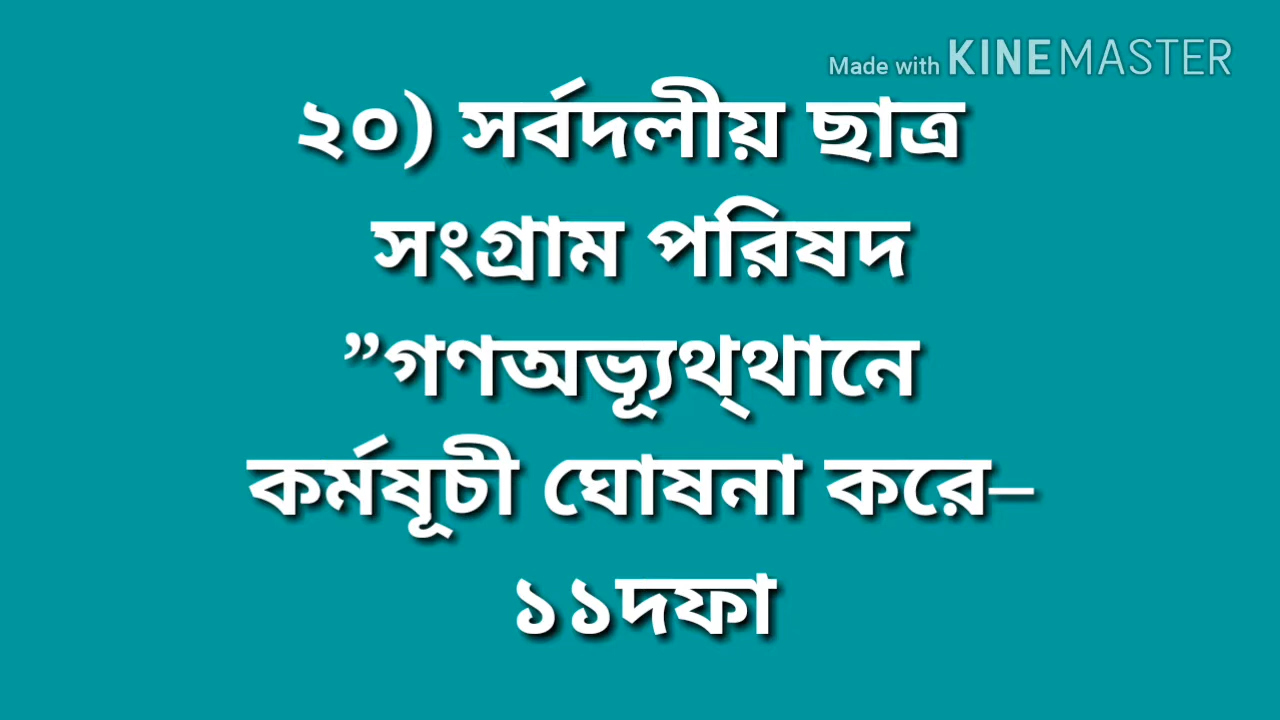 Made with KINEMASTER
২০) সর্বদলীয় ছাত্র
সংগ্রাম পরিষদ
”গণঅভ্যূথ্থানে
কর্মষূচী ঘোষনা করে–
১১দফা